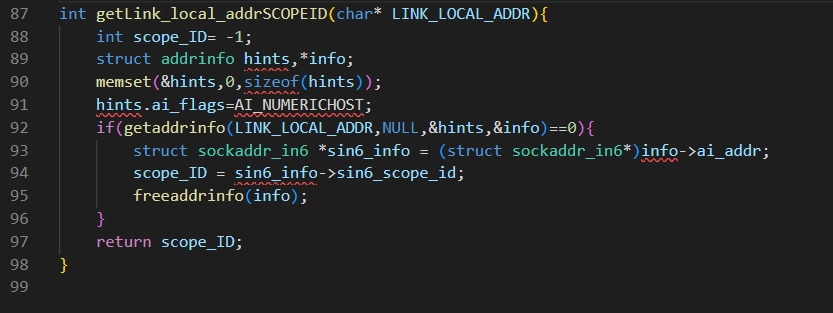 87 int getLink_local_addrSCOPEID(char* LINK_LOCAL_ADDR){
88     int scope_ID= -1;
89     struct addrinfo hints,*info;
90     memset(&hints,0,sizeof(hints));
91     hints.ai_flags=AI_NUMERICHOST;
92     if(getaddrinfo(LINK_LOCAL_ADDR,NULL,&hints,&info)==0){
93         struct sockaddr_in6 *sin6_info = (struct sockaddr_in6*)info->ai_addr;
94         scope_ID = sin6_info->sin6_scope_id;
95         freeaddrinfo(info);
96     }
97     return scope_ID;
98 }
99